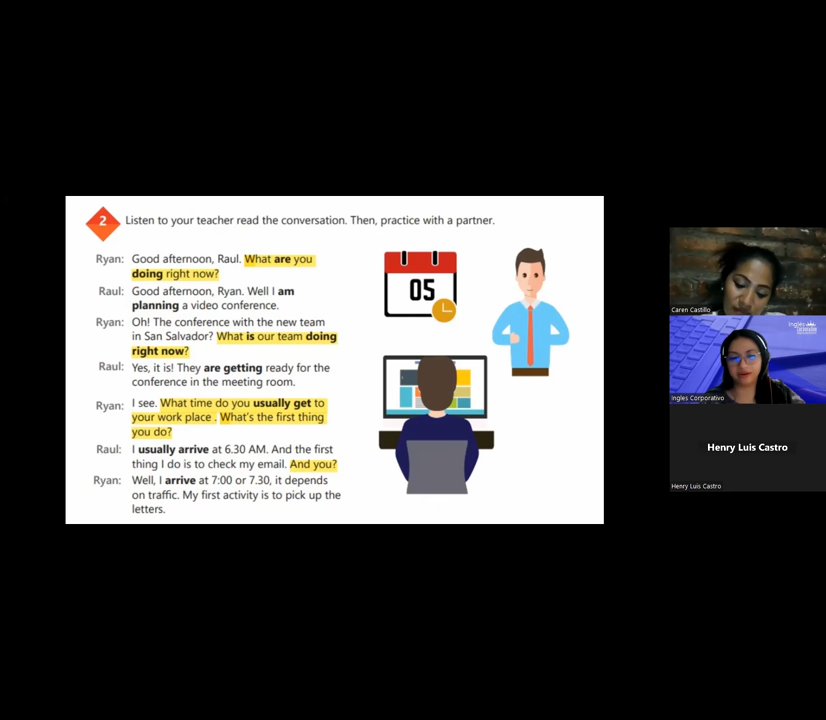 2 Listen to your teacher read the conversation. Then, practice with a partner.
Ryan: Good afternoon, Raul. What are you
doing right now?
Raul: Good afternoon, Ryan. Well I am
planning a video conference.
Ryan: Oh! The conference with the new team
in San Salvador? What is our team doing
right now?
Raul: Yes, it is! They are getting ready for the
conference in the meeting room.
Ryan: I see. What time do you usually get to
your work place . What's the first thing
you do?
Raul: I usually arrive at 6.30 AM. And the first
thing I do is to check my email. And you?
Ryan: Well, I arrive at 7:00 or 7.30, it depends
on traffic. My first activity is to pick up the
letters.
05
Caren Castillo
Ingles
Ingles Corporativo
Henry Luis Castro
Henry Luis Castro